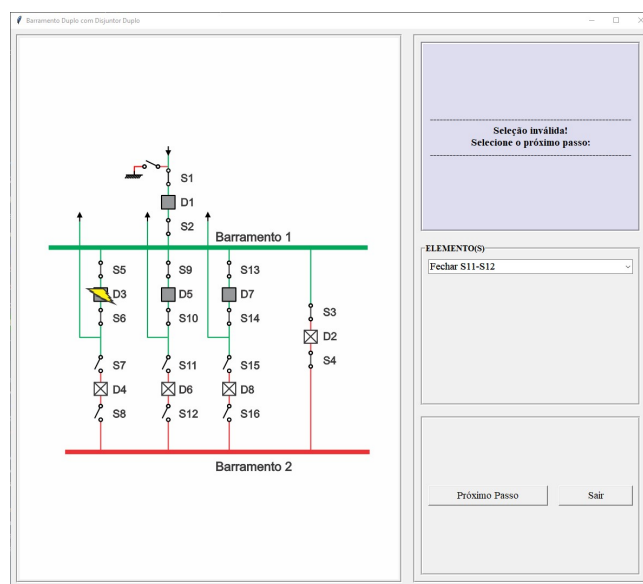 Barramento Duplo com Disjuntor Duplo
Seleção inválida!
Selecione o próximo passo:
S1
D1
S2
Barramento 1
ELEMENTO(S)
Fechar S11-S12
S5 S9 S13
D3 D5 D7
S6 S10 S14
S3
D2
S4
S7 S11 S15
D4 D6 D8
S8 S12 S16
Barramento 2
Próximo Passo Sair